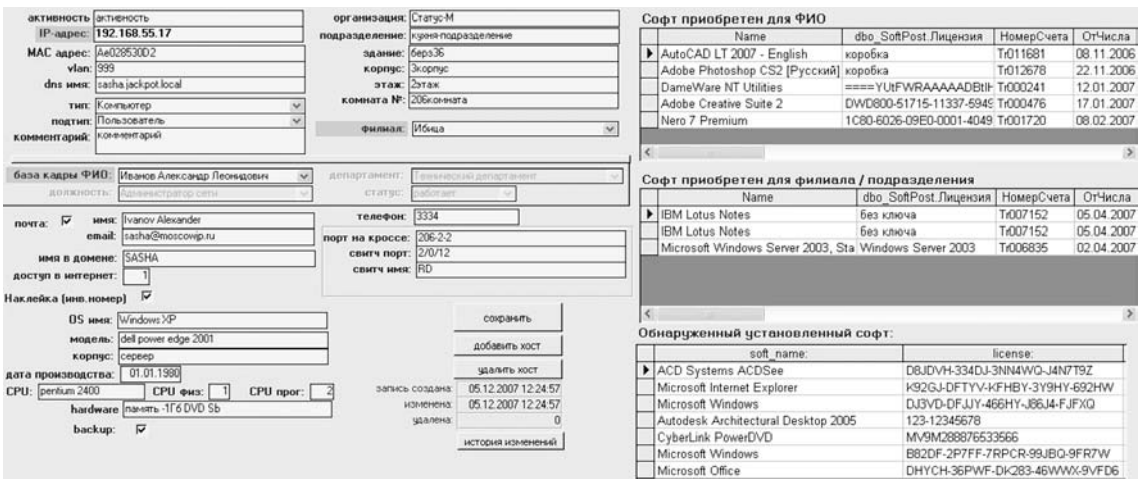 активность активность
IP-адрес: 192.168.55.17
MAC адрес: Ae028530D2
vlan: 999
dns имя: sasha.jackpot.local
тип: Компьютер
подтип: Пользователь
комментарий: комментарий
организация: Статус-М
подразделение: кухня-подразделение
здание: бер36
корпус: 3корпус
этаж: 2этаж
комната №: 206комната
филиал: Ибица
база кадры ФИО: Иванов Александр Леонидович
департамент: Технический департамент
должность: Администратор сети
статус: работает
почта:
имя: Ivanov Alexander
email: sasha@moscowjp.ru
имя в домене: SASHA
доступ в интернет: 1
Наклейка (инв.номер)
телефон: 3334
порт на кроссе: 206-2-2
свитч порт: 2/0/12
свитч имя: RD
OS имя: Windows XP
модель: dell power edge 2001
корпус: сервер
дата производства: 01.01.1980
CPU: pentium 2400 CPU физ: 1 CPU прог: 2
hardware память -1Гб DVD Sb
backup:
сохранить
добавить хост
удалить хост
запись создана: 05.12.2007 12:24:57
изменена: 05.12.2007 12:24:57
удалена: 0
история изменений
Софт приобретен для ФИО
Name dbo_SoftPost.Лицензия НомерСчета ОтЧисла
AutoCAD LT 2007 - English коробка Tr011681 08.11.2006
Adobe Photoshop CS2 [Русский] коробка Tr012678 22.11.2006
DameWare NT Utilities ====YUtFWRAAAAADBtlH Tr000241 12.01.2007
Adobe Creative Suite 2 DWD800-51715-11337-5949 Tr000476 17.01.2007
Nero 7 Premium 1C80-6026-09E0-0001-4049 Tr001720 08.02.2007
Софт приобретен для филиала / подразделения
Name dbo_SoftPost.Лицензия НомерСчета ОтЧисла
IBM Lotus Notes без ключа Tr007152 05.04.2007
IBM Lotus Notes без ключа Tr007152 05.04.2007
Microsoft Windows Server 2003, Sta Windows Server 2003 Tr006835 02.04.2007
Обнаруженный установленный софт:
soft_name: license:
ACD Systems ACDSee D8JDVH-334DJ-3NN4WQ-J4N7T9Z
Microsoft Internet Explorer K92GJ-DFTYV-KFHBY-3Y9HY-692HW
Microsoft Windows DJ3VD-DFJJY-466HY-J86J4-FJFXQ
Autodesk Architectural Desktop 2005 123-12345678
CyberLink PowerDVD MV9M288876533566
Microsoft Windows B82DF-2P7FF-7RPCR-99JBQ-9FR7W
Microsoft Office DHYCH-36PWF-DK283-46WWX-9VFD6